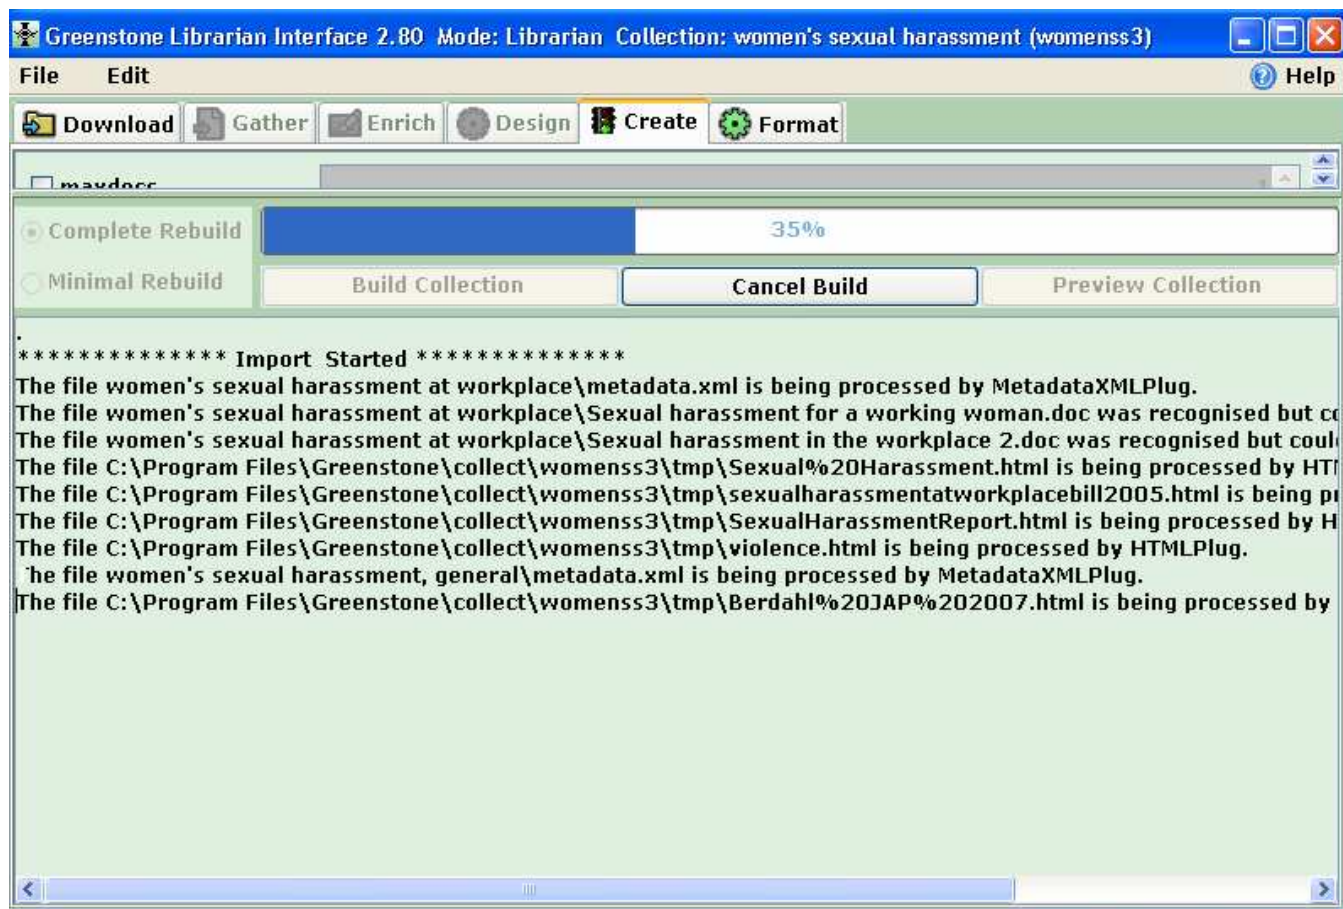 Greenstone Librarian Interface 2.80 Mode: Librarian Collection: women's sexual harassment (womenss3)
File Edit Help
Download Gather Enrich Design Create Format
maxdocs
Complete Rebuild 35%
Minimal Rebuild Build Collection Cancel Build Preview Collection
.
************** Import Started **************
The file women's sexual harassment at workplace\metadata.xml is being processed by MetadataXMLPlug.
The file women's sexual harassment at workplace\Sexual harassment for a working woman.doc was recognised but
The file women's sexual harassment at workplace\Sexual harassment in the workplace 2.doc was recognised but coul
The file C:\Program Files\Greenstone\collect\womenss3\tmp\Sexual%20Harassment.html is being processed by HT
The file C:\Program Files\Greenstone\collect\womenss3\tmp\sexualharassmentatworkplacebill2005.html is being
The file C:\Program Files\Greenstone\collect\womenss3\tmp\SexualHarassmentReport.html is being processed by H
The file C:\Program Files\Greenstone\collect\womenss3\tmp\violence.html is being processed by HTMLPlug.
The file women's sexual harassment, general\metadata.xml is being processed by MetadataXMLPlug.
The file C:\Program Files\Greenstone\collect\womenss3\tmp\Berdahl%20JAP%202007.html is being processed by